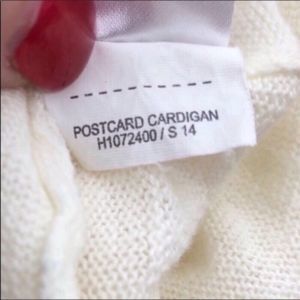 POSTCARD CARDIGAN
H1072400 / S 14